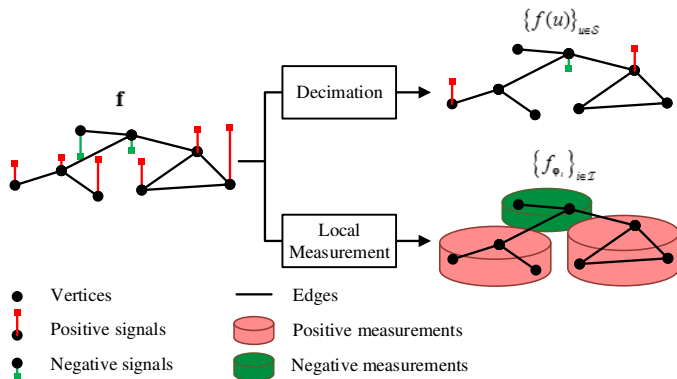 {f(u)}u∈S
f
Decimation
{fφi}i∈I
Local
Measurement
Vertices
Edges
Positive signals
Positive measurements
Negative signals
Negative measurements